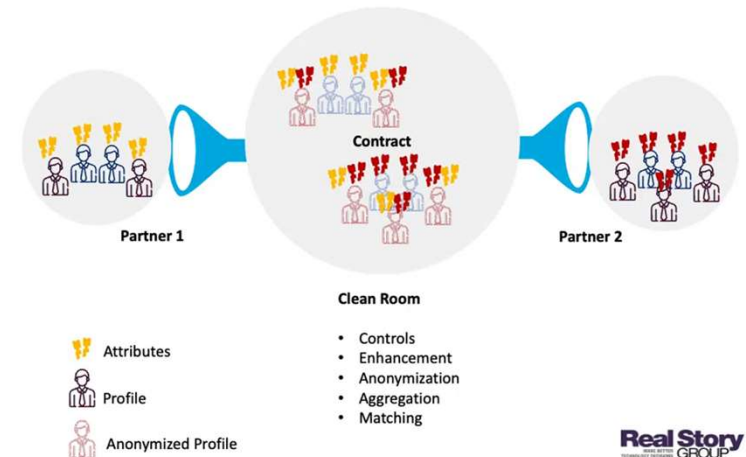 Contract
Partner 1
Partner 2
Clean Room
• Controls
• Enhancement
• Anonymization
• Aggregation
• Matching
Attributes
Profile
Anonymized Profile
Real Story
GROUP